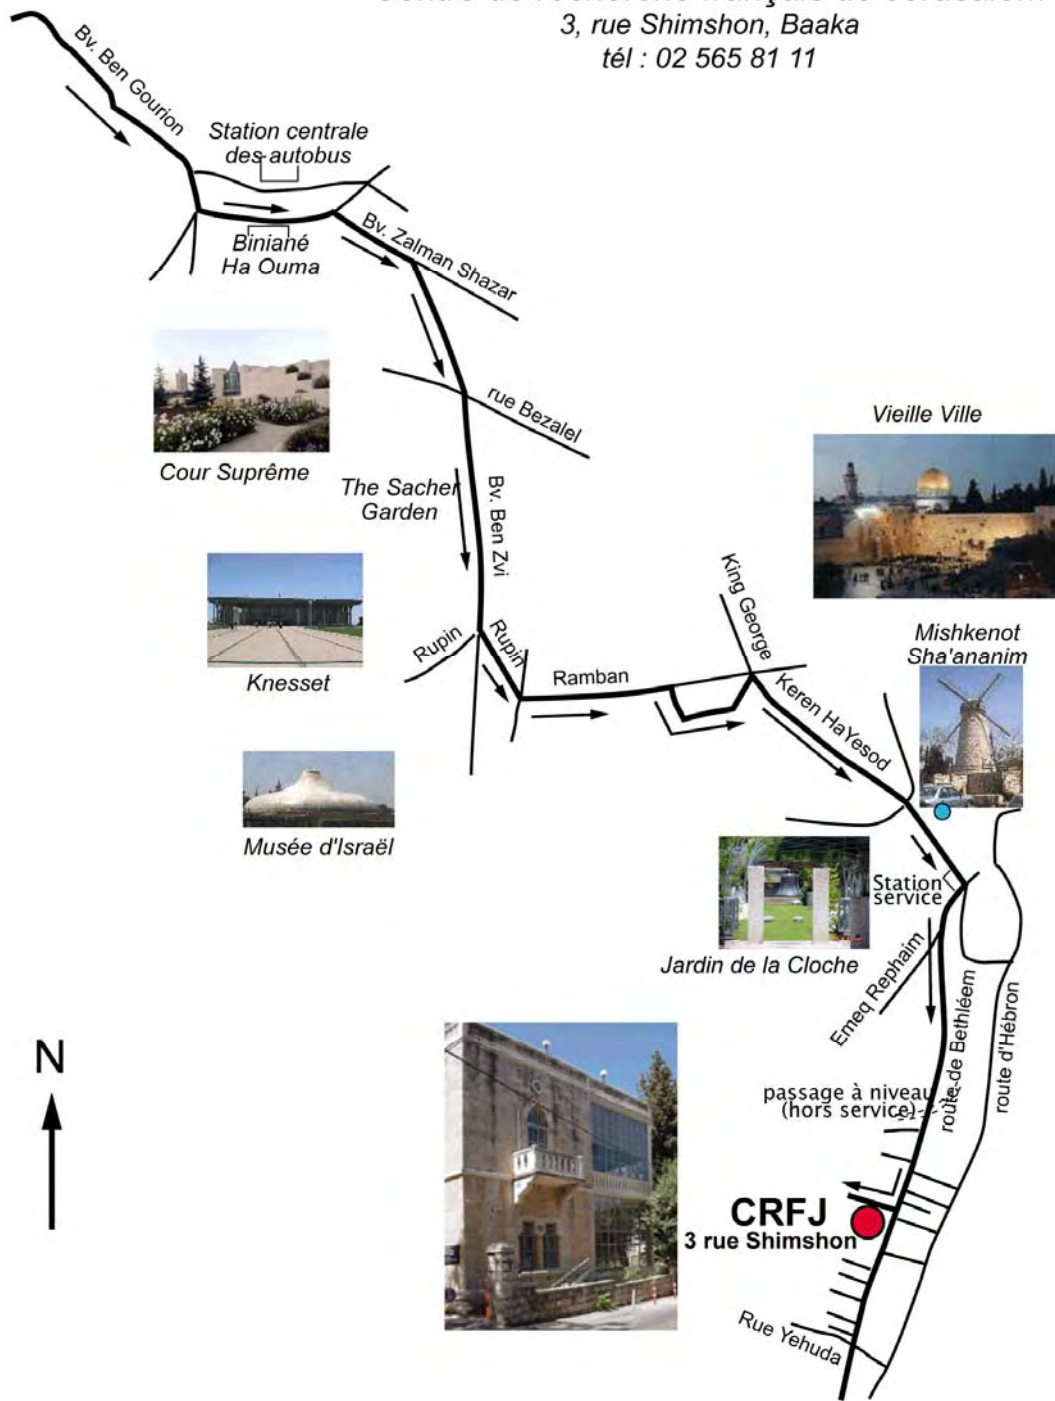 3, rue Shimshon, Baaka
tél : 02 565 81 11
Bv. Ben Gourion
Station centrale
des autobus
Biniané
Ha Ouma
Bv. Zalman Shazar
rue Bezalel
Cour Suprême
The Sacher
Garden
Bv. Ben Zvi
Vieille Ville
Knesset
Rupin
Rupin
Ramban
King George
Keren HaYesod
Mishkenot
Sha'ananim
Musée d'Israël
Station
service
Jardin de la Cloche
Emeq Rephaim
route de Bethléem
route d'Hébron
N
passage à niveau
(hors service)
CRFJ
3 rue Shimshon
Rue Yehuda